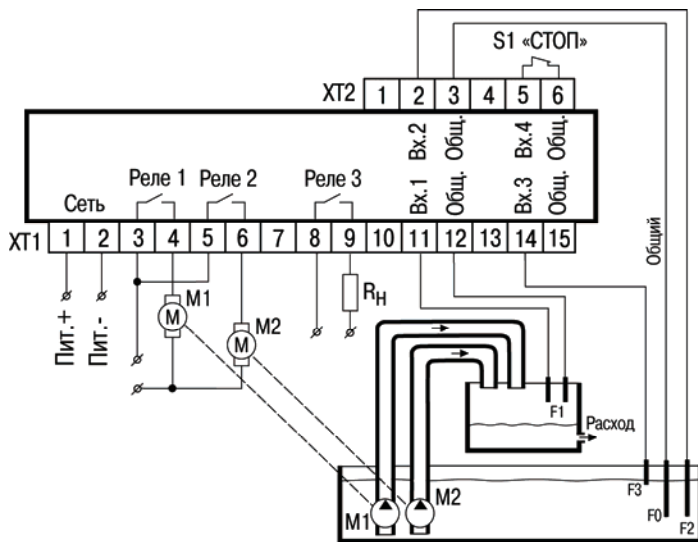 S1 «СТОП»
XT2 1 2 3 4 5 6
Вх.2 Общ. Вх.4 Общ.
Реле 1 Реле 2 Реле 3
Сеть
Вх.1 Общ. Вх.3 Общ.
XT1 1 2 3 4 5 6 7 8 9 10 11 12 13 14 15
Общий
Пит.+ Пит.-
M1
M
M2
M
RН
F1
Расход
M1 M2
F3 F0 F2